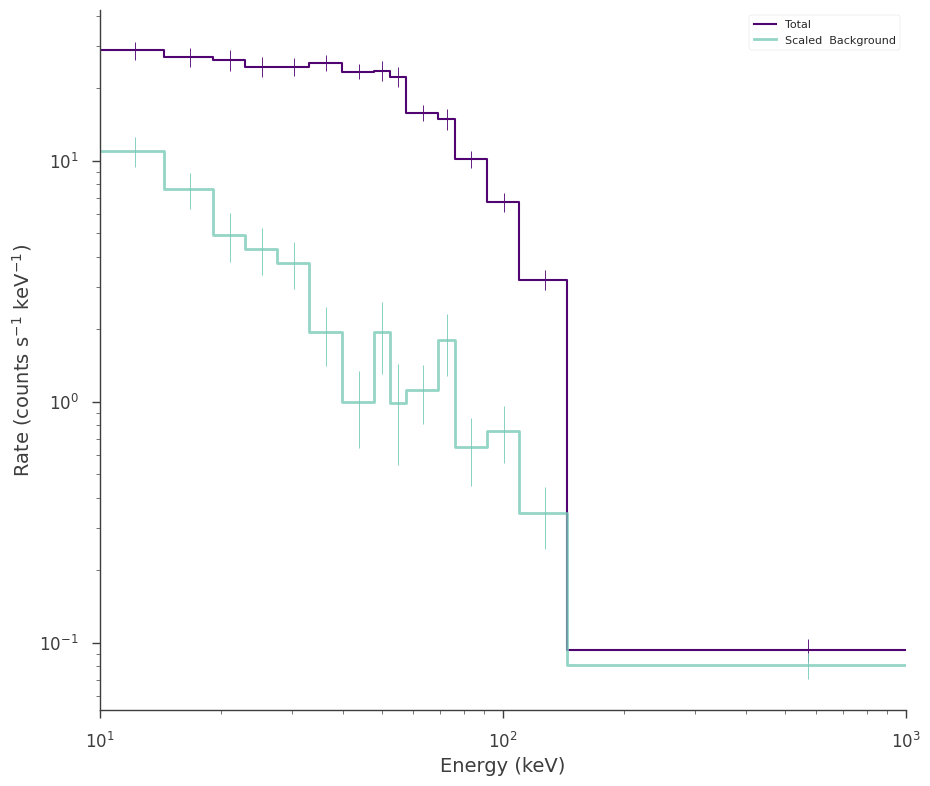 Total
Scaled  Background
10¹
10⁰
10⁻¹
Rate (counts s⁻¹ keV⁻¹)
10¹
10²
10³
Energy (keV)